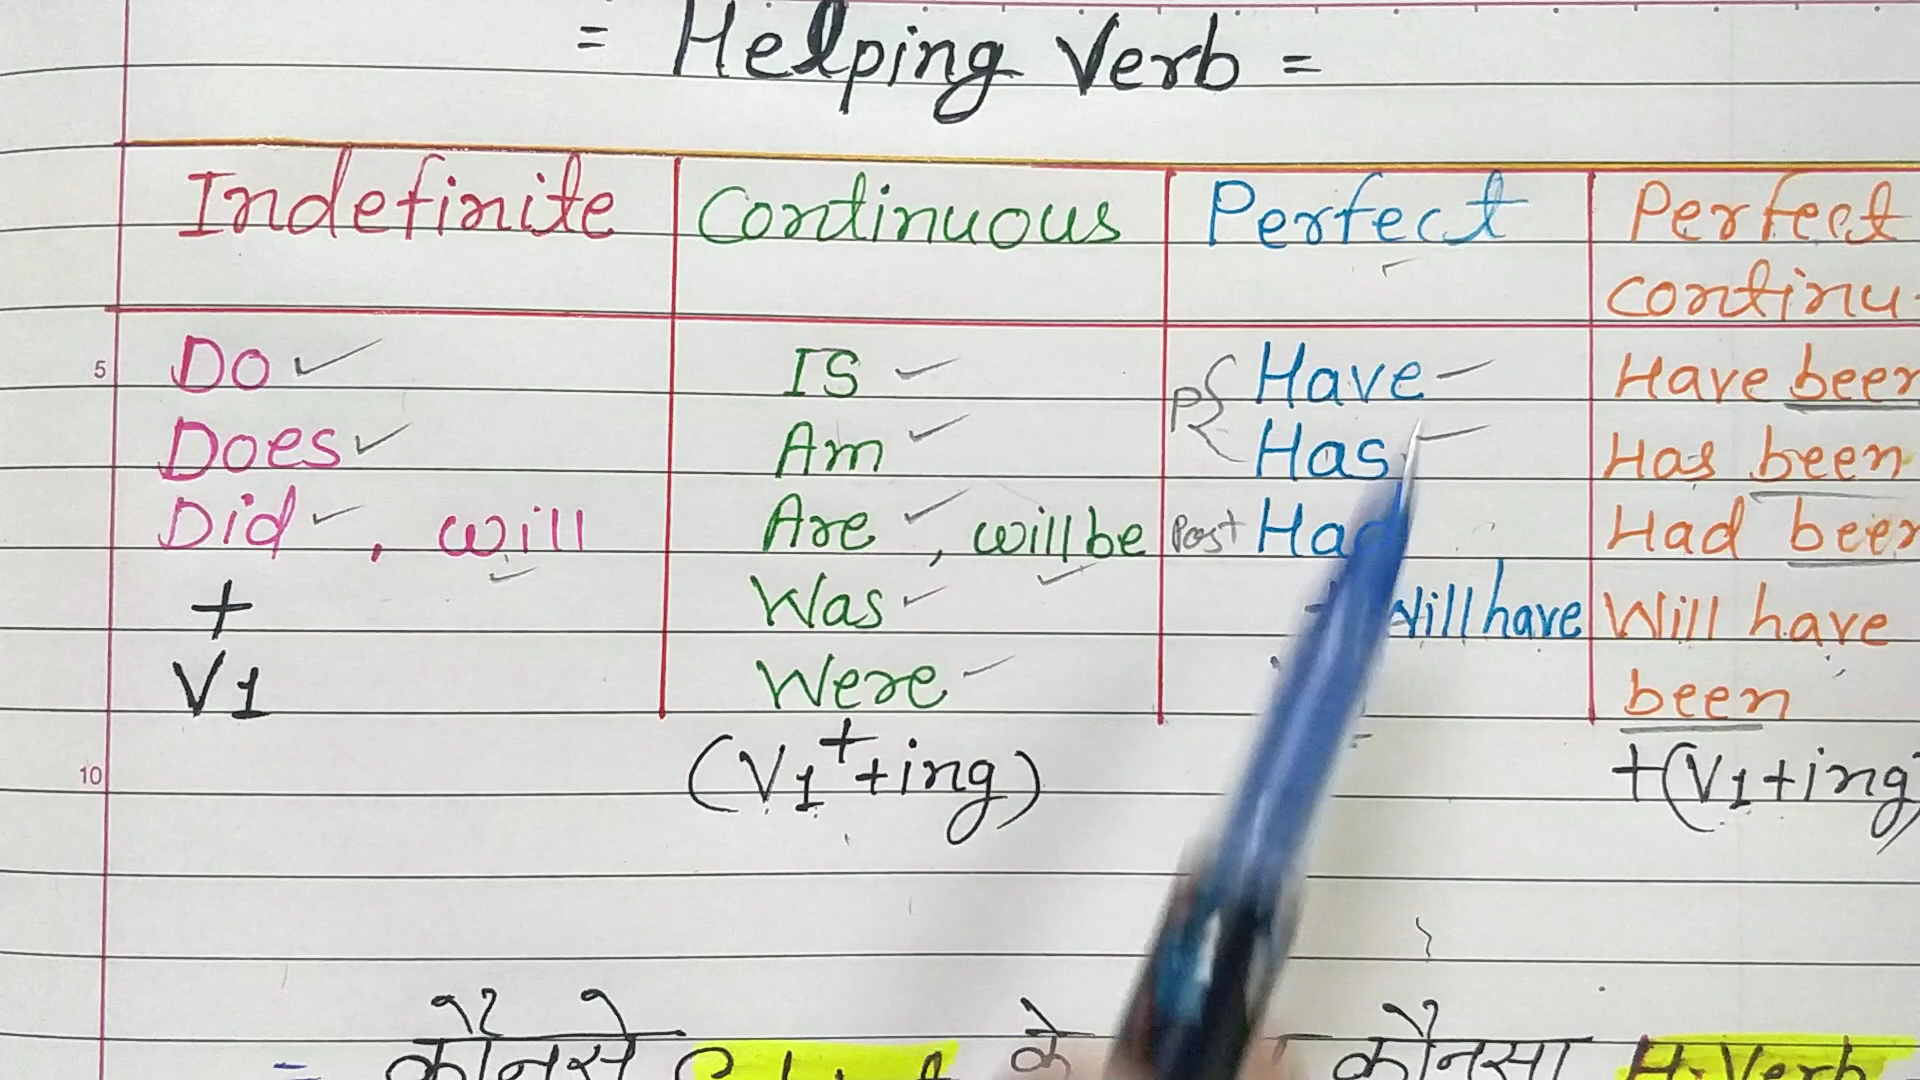 = Helping Verb =
Indefinite Continuous Perfect Perfect
continu
5 Do ✓ IS ✓ Have Have been
Does ✓ Am ✓ Has Has been
Did ✓ , will Are ✓ , will be Past Had Had been
+ Was ✓ Will have Will have
V1 Were ✓ been
10 (V1 + +ing) +(V1+ing)
= कौनसे के कौनसा H.Verb